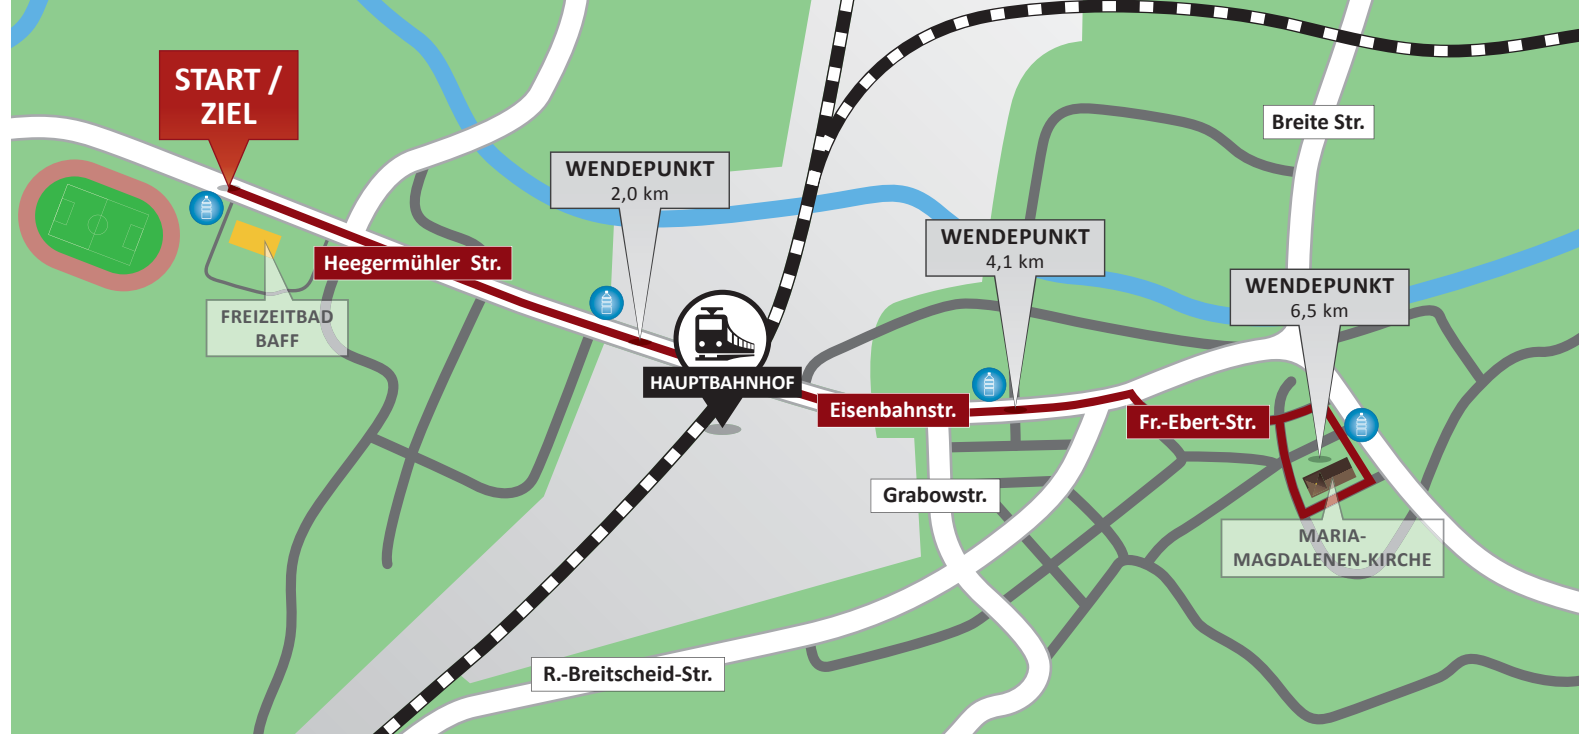 START /
ZIEL
Breite Str.
WENDEPUNKT
2,0 km
WENDEPUNKT
4,1 km
Heegermühler Str.
WENDEPUNKT
6,5 km
FREIZEITBAD
BAFF
HAUPTBAHNHOF
Eisenbahnstr.
Fr.-Ebert-Str.
Grabowstr.
MARIA-
MAGDALENEN-KIRCHE
R.-Breitscheid-Str.